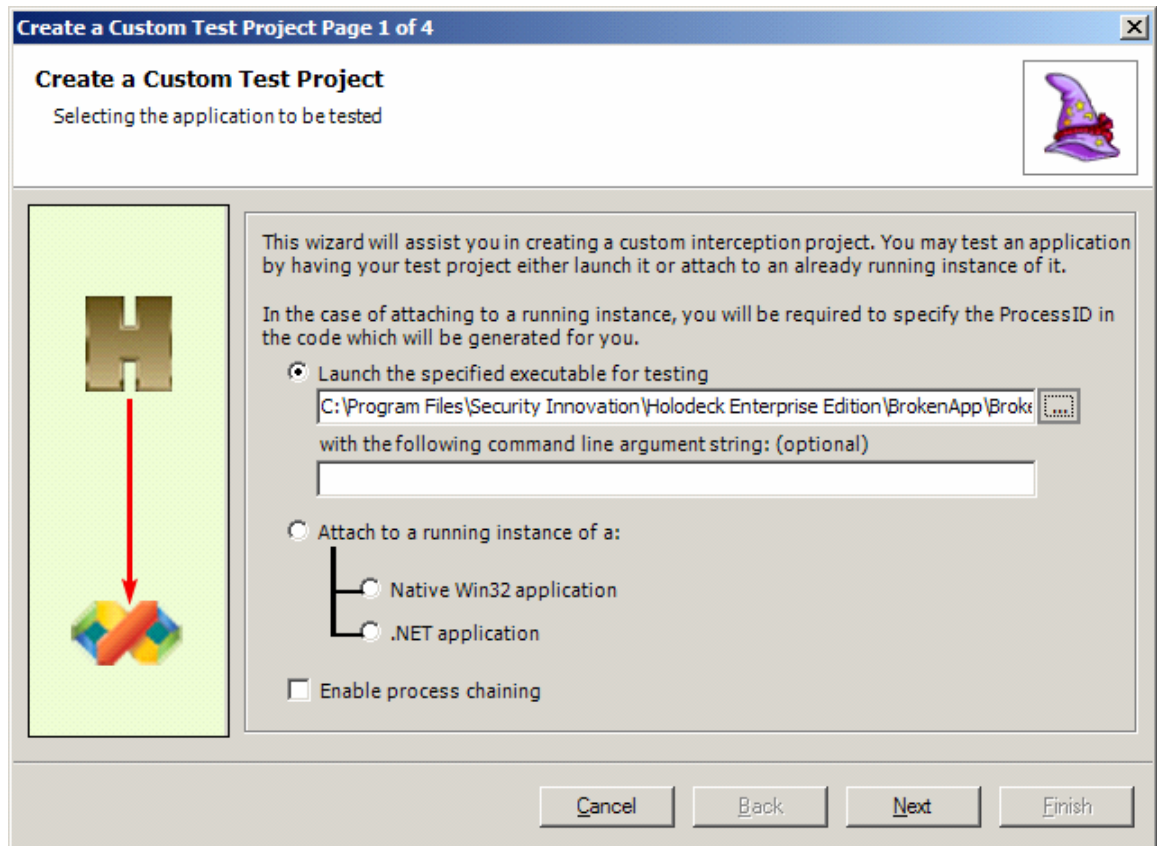 Create a Custom Test Project Page 1 of 4
Create a Custom Test Project
Selecting the application to be tested
This wizard will assist you in creating a custom interception project. You may test an application
by having your test project either launch it or attach to an already running instance of it.
In the case of attaching to a running instance, you will be required to specify the ProcessID in
the code which will be generated for you.
Launch the specified executable for testing
C:\Program Files\Security Innovation\Holodeck Enterprise Edition\BrokenApp\Broke ...
with the following command line argument string: (optional)
Attach to a running instance of a:
Native Win32 application
.NET application
Enable process chaining
Cancel Back Next Finish